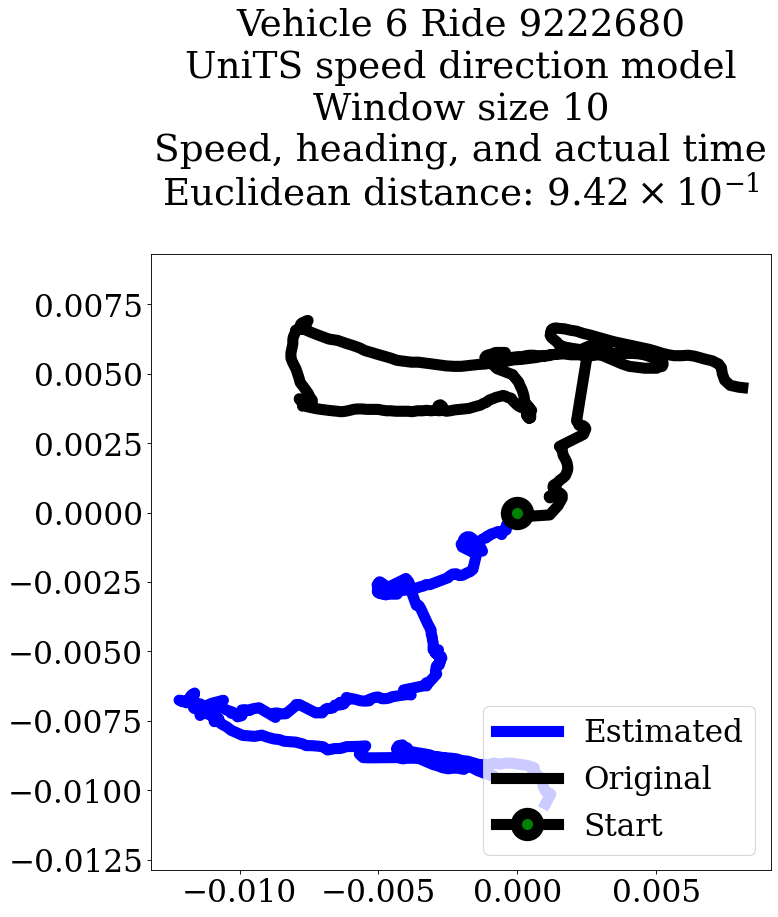 Vehicle 6 Ride 9222680
UniTS speed direction model
Window size 10
Speed, heading, and actual time
Euclidean distance: 9.42 × 10⁻¹
0.0075
0.0050
0.0025
0.0000
−0.0025
−0.0050
−0.0075
−0.0100
−0.0125
Estimated
Original
Start
−0.010 −0.005 0.000 0.005